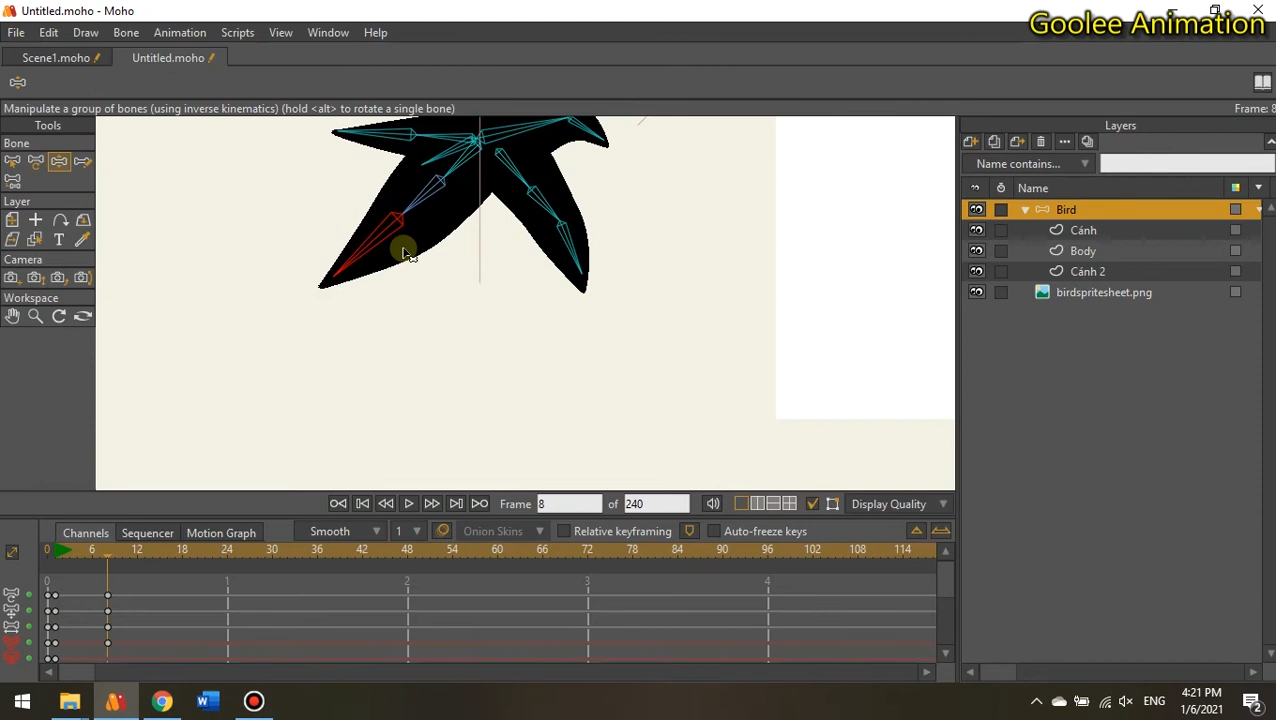 Untitled.moho - Moho
Goolee Animation
File Edit Draw Bone Animation Scripts View Window Help
Scene1.moho Untitled.moho
Manipulate a group of bones (using inverse kinematics) (hold <alt> to rotate a single bone)
Frame: 8
Tools
Layers
Bone
Name contains...
Name
Layer
Bird
Cánh
Body
Camera
Cánh 2
birdspritesheet.png
Workspace
Frame 8 of 240 Display Quality
Channels Sequencer Motion Graph Smooth 1 Onion Skins Relative keyframing Auto-freeze keys
0 6 12 18 24 30 36 42 48 54 60 66 72 78 84 90 96 102 108 114
0 1 2 3 4
ENG
4:21 PM
1/6/2021
2